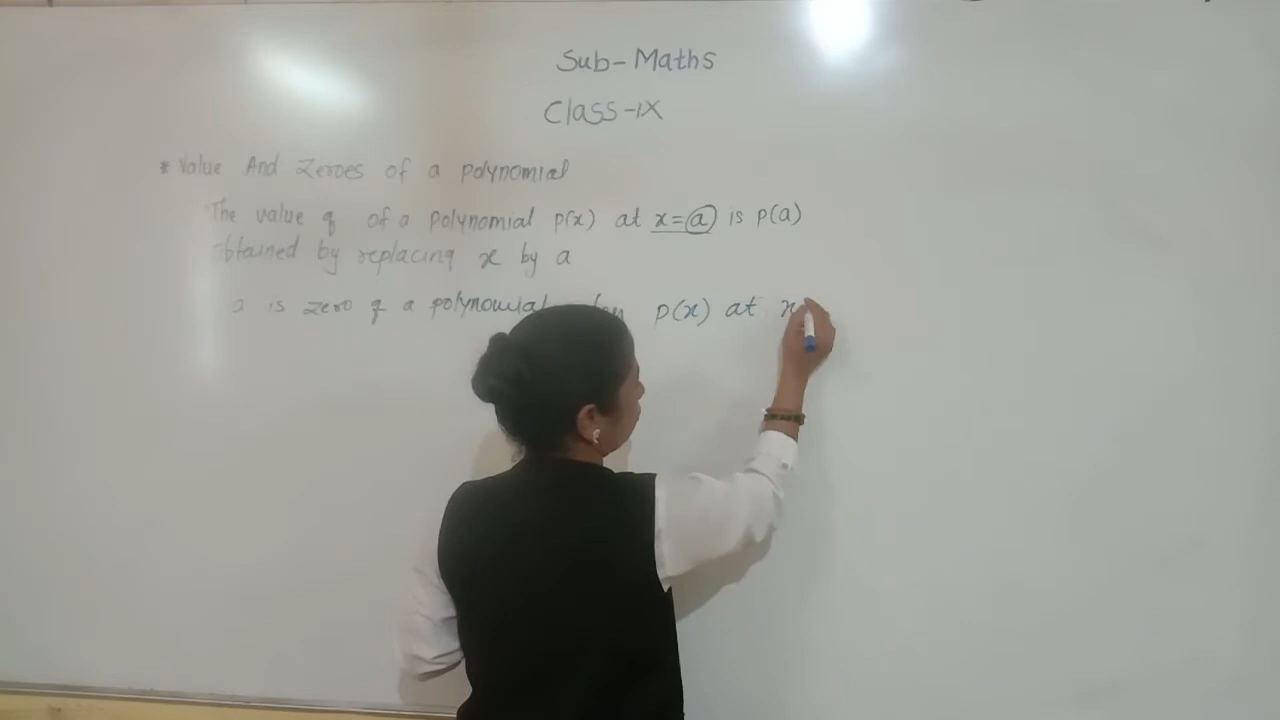 Sub-Maths
Class-IX
* Value And Zeroes of a polynomial
The value of of a polynomial p(x) at x=a is p(a)
obtained by replacing x by a
a is zero of a polynomial p(x) at x